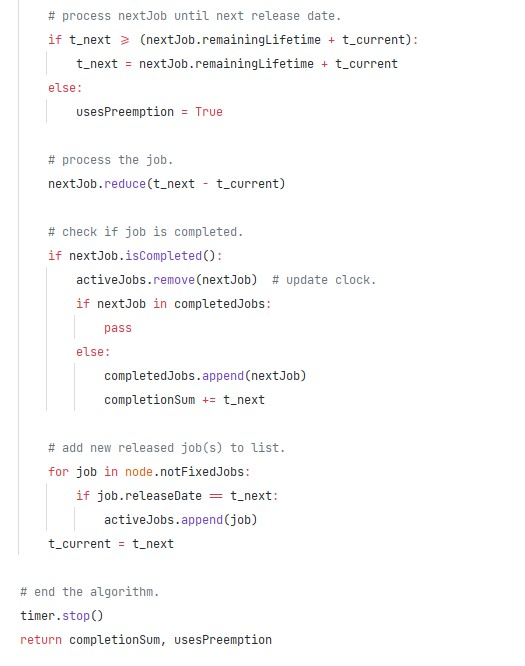 # process nextJob until next release date.
if t_next ⩾ (nextJob.remainingLifetime + t_current):
t_next = nextJob.remainingLifetime + t_current
else:
usesPreemption = True
# process the job.
nextJob.reduce(t_next - t_current)
# check if job is completed.
if nextJob.isCompleted():
activeJobs.remove(nextJob)  # update clock.
if nextJob in completedJobs:
pass
else:
completedJobs.append(nextJob)
completionSum += t_next
# add new released job(s) to list.
for job in node.notFixedJobs:
if job.releaseDate == t_next:
activeJobs.append(job)
t_current = t_next
# end the algorithm.
timer.stop()
return completionSum, usesPreemption